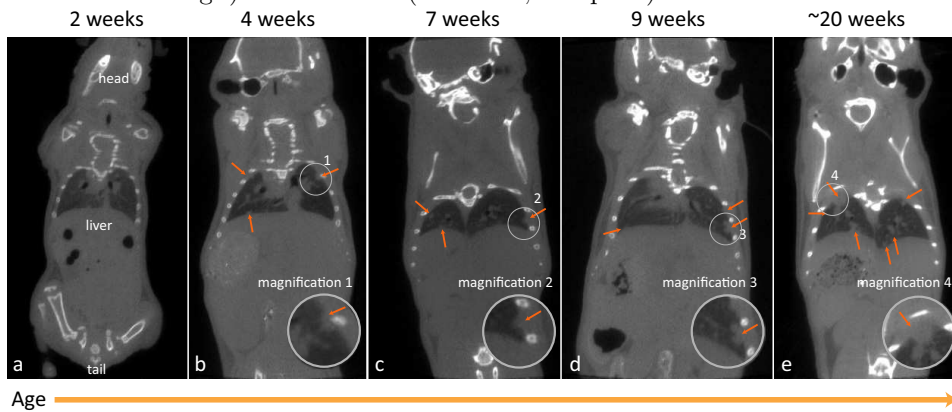 2 weeks 4 weeks 7 weeks 9 weeks ~20 weeks
head
1
4
2
liver
3
magnification 1 magnification 2 magnification 3 magnification 4
a b c d e
tail
Age